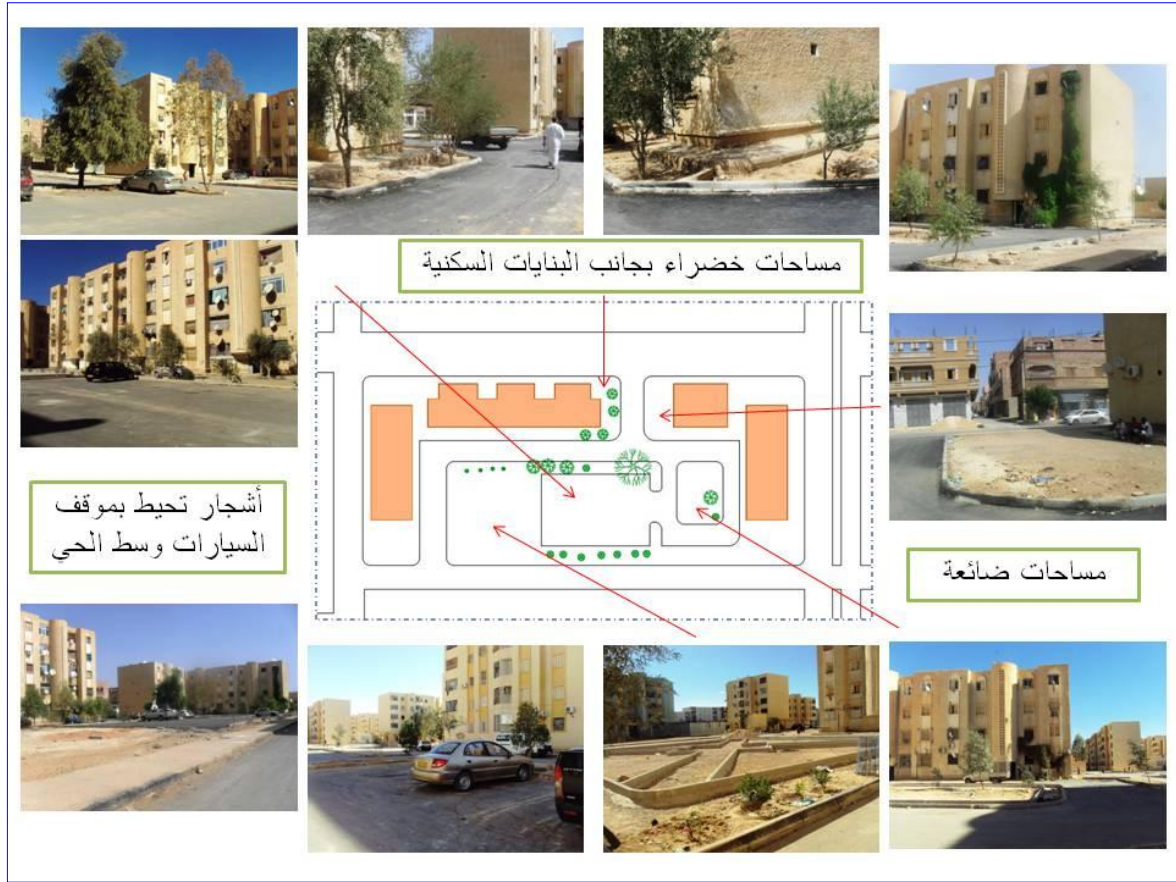 مساحات خضراء بجانب البنايات السكنية
أشجار تحيط بموقف
السيارات وسط الحي
مساحات ضائعة